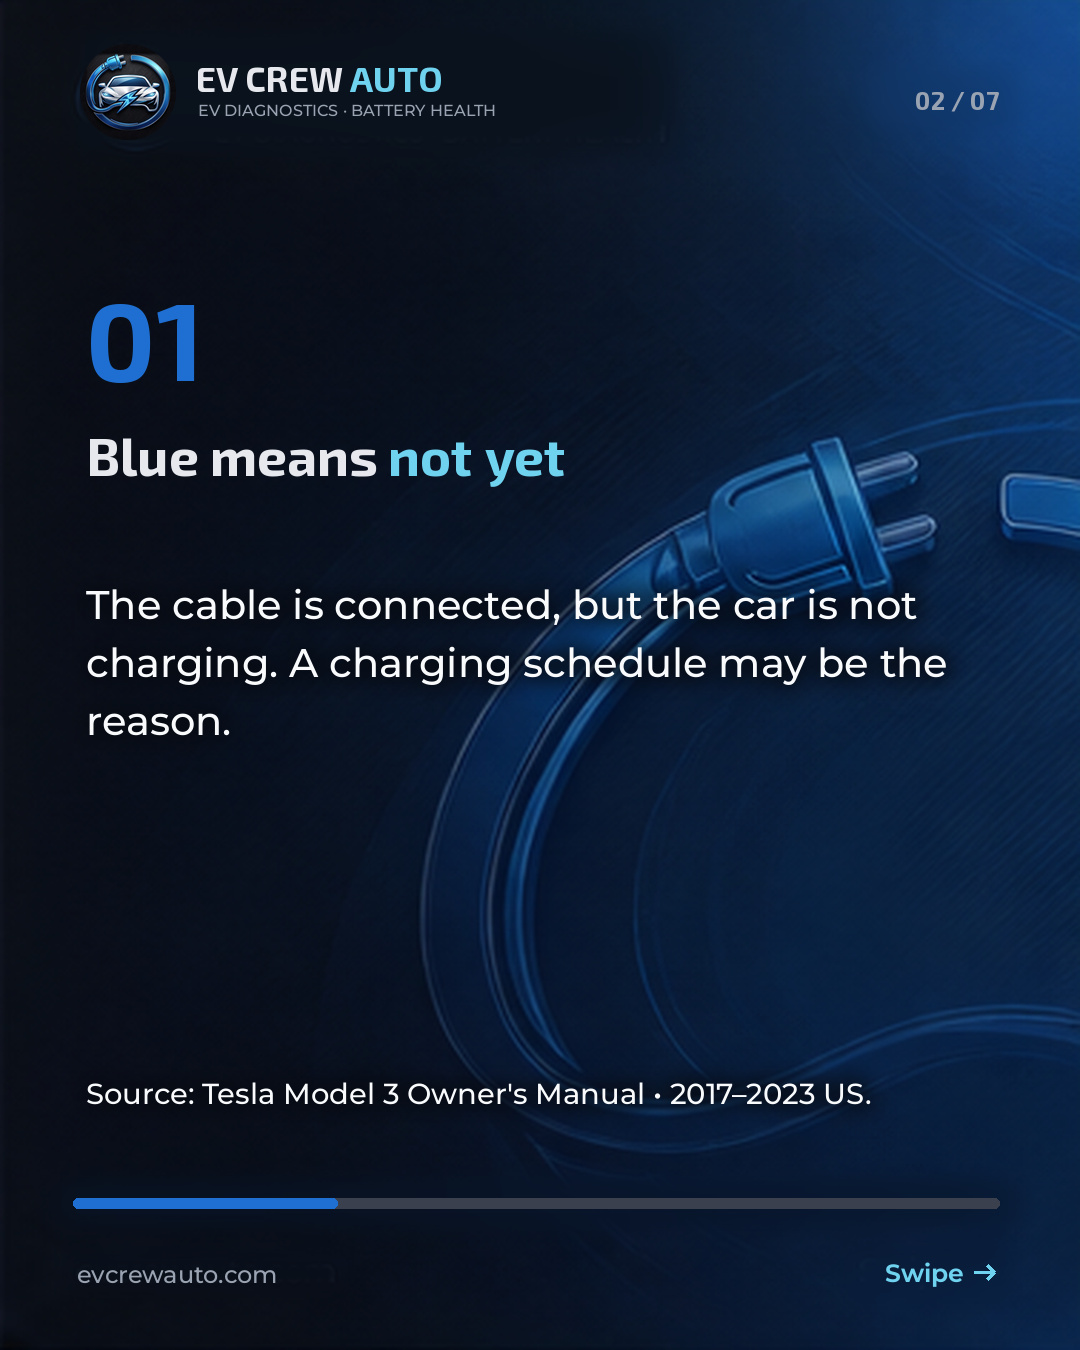 EV CREW AUTO
EV DIAGNOSTICS · BATTERY HEALTH
02 / 07
01
Blue means not yet
The cable is connected, but the car is not
charging. A charging schedule may be the
reason.
Source: Tesla Model 3 Owner's Manual • 2017–2023 US.
evcrewauto.com
Swipe →